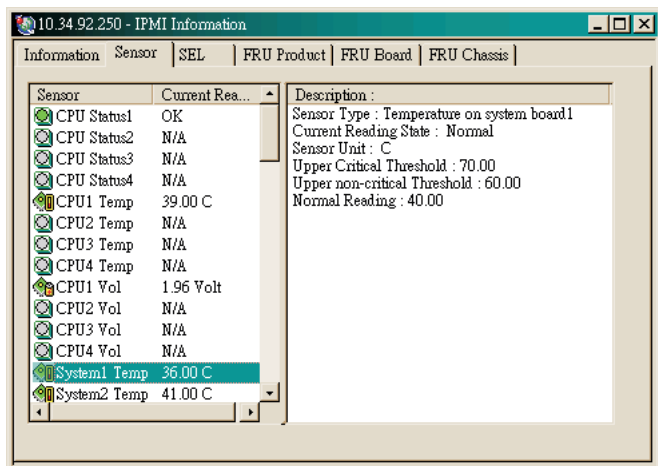 10.34.92.250 - IPMI Information
Information Sensor SEL FRU Product FRU Board FRU Chassis
Sensor Current Rea...
CPU Status1 OK
CPU Status2 N/A
CPU Status3 N/A
CPU Status4 N/A
CPU1 Temp 39.00 C
CPU2 Temp N/A
CPU3 Temp N/A
CPU4 Temp N/A
CPU1 Vol 1.96 Volt
CPU2 Vol N/A
CPU3 Vol N/A
CPU4 Vol N/A
System1 Temp 36.00 C
System2 Temp 41.00 C
Description :
Sensor Type : Temperature on system board1
Current Reading State : Normal
Sensor Unit : C
Upper Critical Threshold : 70.00
Upper non-critical Threshold : 60.00
Normal Reading : 40.00